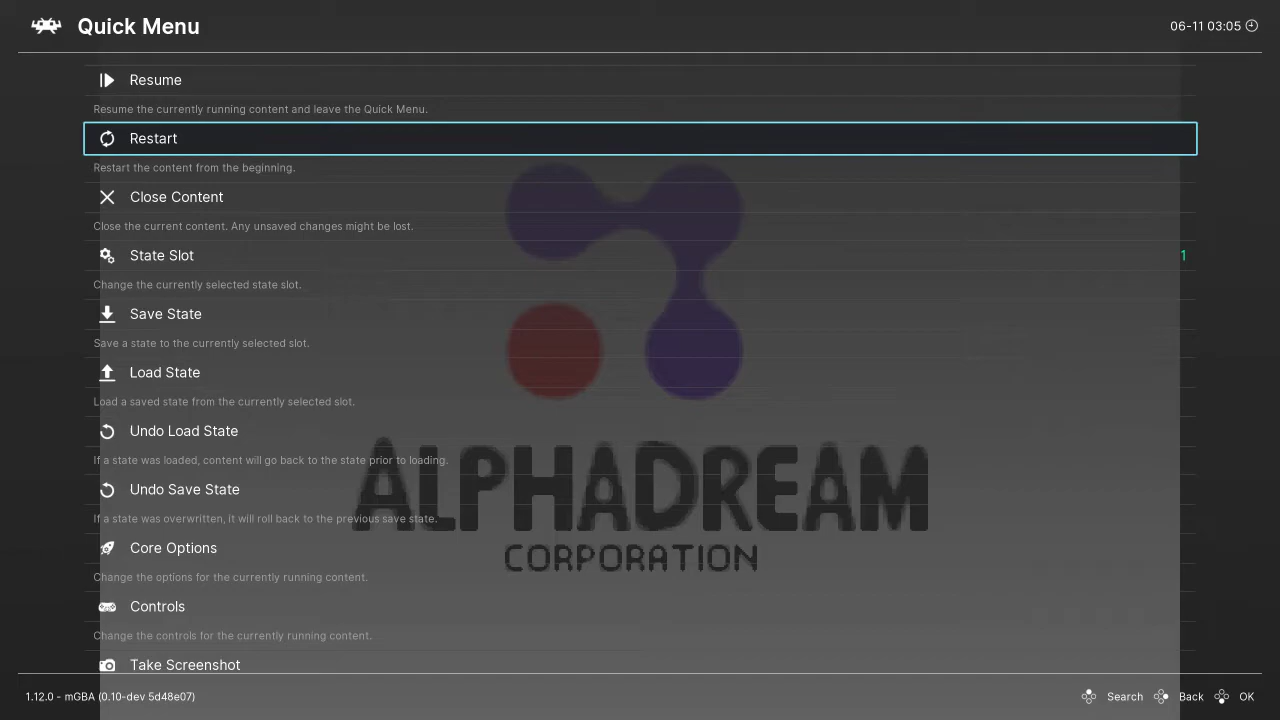 Quick Menu
06-11 03:05
Resume
Resume the currently running content and leave the Quick Menu.
Restart
Restart the content from the beginning.
Close Content
Close the current content. Any unsaved changes might be lost.
State Slot
1
Change the currently selected state slot.
Save State
Save a state to the currently selected slot.
Load State
Load a saved state from the currently selected slot.
Undo Load State
If a state was loaded, content will go back to the state prior to loading.
Undo Save State
If a state was overwritten, it will roll back to the previous save state.
Core Options
Change the options for the currently running content.
Controls
Change the controls for the currently running content.
Take Screenshot
ALPHADREAM
CORPORATION
1.12.0 - mGBA (0.10-dev 5d48e07)
Search Back OK